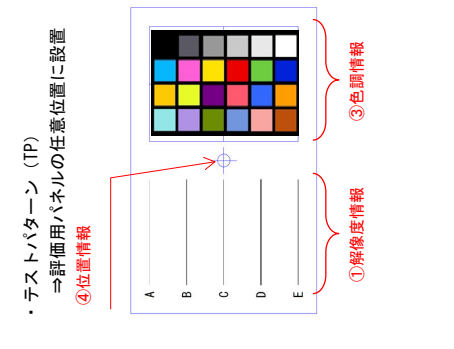 ・テストパターン（TP）
⇒評価用パネルの任意位置に設置
④位置情報
A
B
C
D
E
①解像度情報
③色調情報